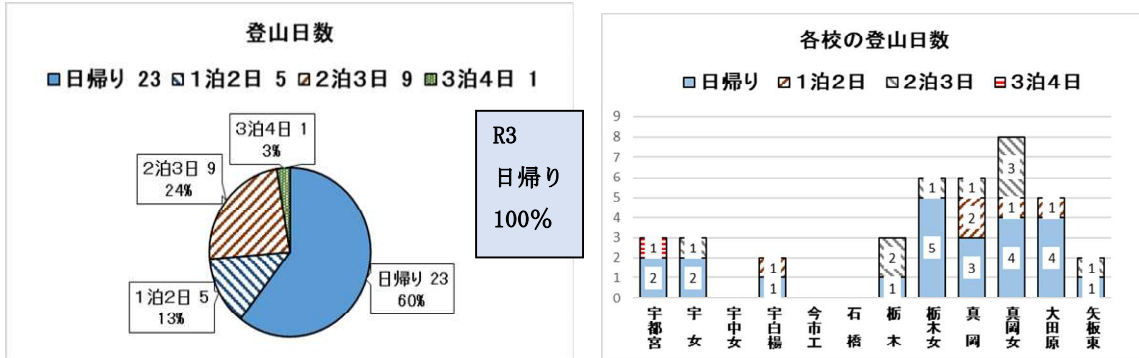 登山日数
日帰り 23 1泊2日 5 2泊3日 9 3泊4日 1
3泊4日 1
3%
2泊3日 9
24%
1泊2日 5
13%
日帰り 23
60%
R3
日帰り
100%
各校の登山日数
日帰り 1泊2日 2泊3日 3泊4日
9
8
7
6
5
4
3
2
1
0
1
2
1
2
1
1
2
1
1
5
1
2
3
3
1
4
1
4
1
1
宇都宮
宇女
宇中女
宇白楊
今市工
石橋
栃木
栃木女
真岡
真岡女
大田原
矢板東